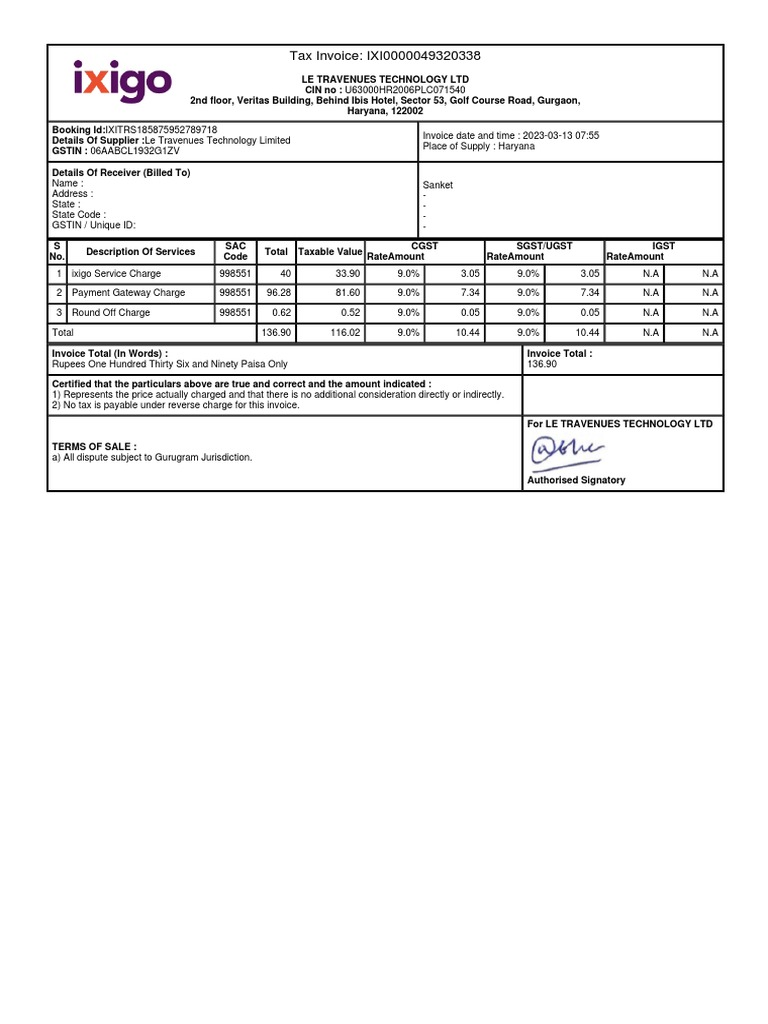 ixigo
Tax Invoice: IXI0000049320338
LE TRAVENUES TECHNOLOGY LTD
CIN no : U63000HR2006PLC071540
2nd floor, Veritas Building, Behind Ibis Hotel, Sector 53, Golf Course Road, Gurgaon,
Haryana, 122002
Booking Id:IXITRS185875952789718
Details Of Supplier :Le Travenues Technology Limited
GSTIN : 06AABCL1932G1ZV
Invoice date and time : 2023-03-13 07:55
Place of Supply : Haryana
Details Of Receiver (Billed To)
Name : Sanket
Address : -
State : -
State Code : -
GSTIN / Unique ID: -
S No. Description Of Services SAC Code Total Taxable Value CGST RateAmount SGST/UGST RateAmount IGST RateAmount
1 ixigo Service Charge 998551 40 33.90 9.0% 3.05 9.0% 3.05 N.A N.A
2 Payment Gateway Charge 998551 96.28 81.60 9.0% 7.34 9.0% 7.34 N.A N.A
3 Round Off Charge 998551 0.62 0.52 9.0% 0.05 9.0% 0.05 N.A N.A
Total 136.90 116.02 9.0% 10.44 9.0% 10.44 N.A N.A
Invoice Total (In Words) :
Rupees One Hundred Thirty Six and Ninety Paisa Only
Invoice Total :
136.90
Certified that the particulars above are true and correct and the amount indicated :
1) Represents the price actually charged and that there is no additional consideration directly or indirectly.
2) No tax is payable under reverse charge for this invoice.
TERMS OF SALE :
a) All dispute subject to Gurugram Jurisdiction.
For LE TRAVENUES TECHNOLOGY LTD
Authorised Signatory